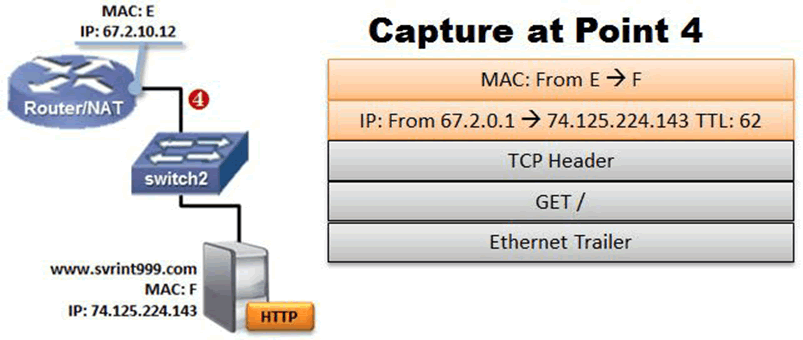 MAC: E
IP: 67.2.10.12
Router/NAT
4
switch2
www.svrint999.com
MAC: F
IP: 74.125.224.143
HTTP
Capture at Point 4
MAC: From E → F
IP: From 67.2.0.1 → 74.125.224.143 TTL: 62
TCP Header
GET /
Ethernet Trailer